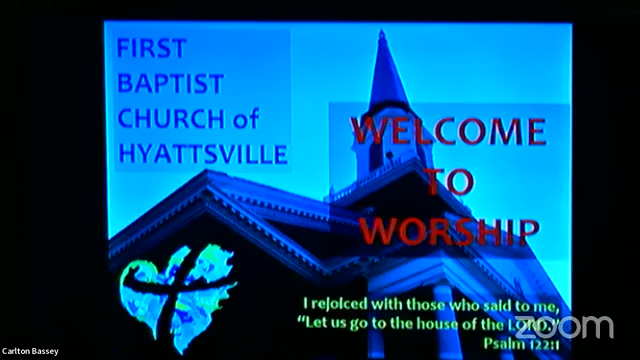 FIRST
BAPTIST
CHURCH of
HYATTSVILLE
WELCOME
TO
WORSHIP
I rejoiced with those who said to me,
"Let us go to the house of the LORD."
Psalm 122:1
zoom
Carlton Bassey